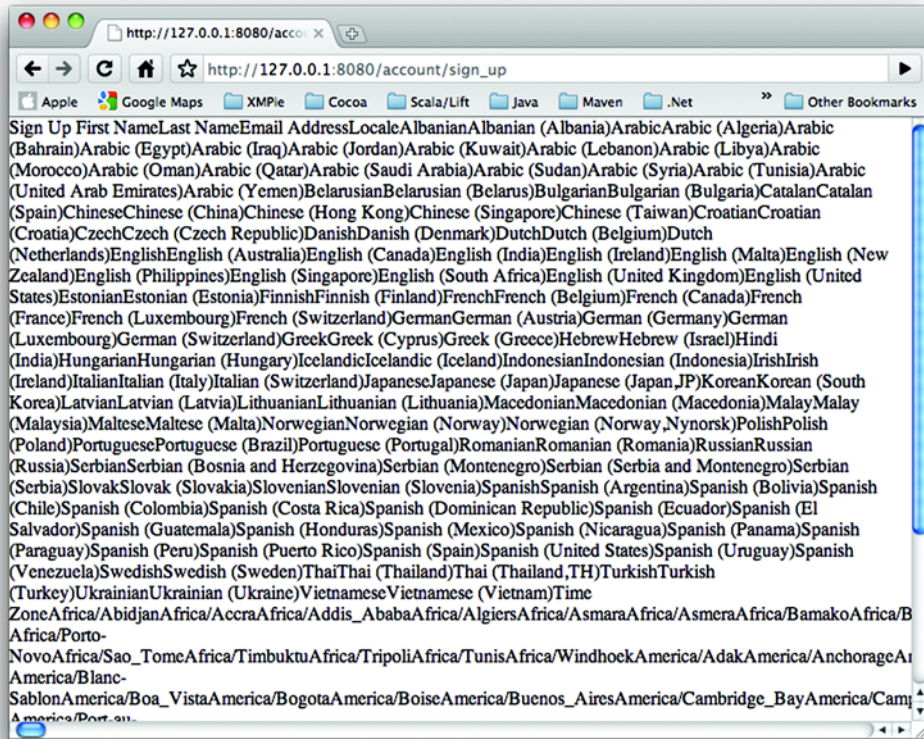 http://127.0.0.1:8080/acco
http://127.0.0.1:8080/account/sign_up
Apple Google Maps XMPie Cocoa Scala/Lift Java Maven .Net » Other Bookmarks
Sign Up First NameLast NameEmail AddressLocaleAlbanianAlbanian (Albania)ArabicArabic (Algeria)Arabic
(Bahrain)Arabic (Egypt)Arabic (Iraq)Arabic (Jordan)Arabic (Kuwait)Arabic (Lebanon)Arabic (Libya)Arabic
(Morocco)Arabic (Oman)Arabic (Qatar)Arabic (Saudi Arabia)Arabic (Sudan)Arabic (Syria)Arabic (Tunisia)Arabic
(United Arab Emirates)Arabic (Yemen)BelarusianBelarusian (Belarus)BulgarianBulgarian (Bulgaria)CatalanCatalan
(Spain)ChineseChinese (China)Chinese (Hong Kong)Chinese (Singapore)Chinese (Taiwan)CroatianCroatian
(Croatia)CzechCzech (Czech Republic)DanishDanish (Denmark)DutchDutch (Belgium)Dutch
(Netherlands)EnglishEnglish (Australia)English (Canada)English (India)English (Ireland)English (Malta)English (New
Zealand)English (Philippines)English (Singapore)English (South Africa)English (United Kingdom)English (United
States)EstonianEstonian (Estonia)FinnishFinnish (Finland)FrenchFrench (Belgium)French (Canada)French
(France)French (Luxembourg)French (Switzerland)GermanGerman (Austria)German (Germany)German
(Luxembourg)German (Switzerland)GreekGreek (Cyprus)Greek (Greece)HebrewHebrew (Israel)Hindi
(India)HungarianHungarian (Hungary)IcelandicIcelandic (Iceland)IndonesianIndonesian (Indonesia)IrishIrish
(Ireland)ItalianItalian (Italy)Italian (Switzerland)JapaneseJapanese (Japan)Japanese (Japan,JP)KoreanKorean (South
Korea)LatvianLatvian (Latvia)LithuanianLithuanian (Lithuania)MacedonianMacedonian (Macedonia)MalayMalay
(Malaysia)MalteseMaltese (Malta)NorwegianNorwegian (Norway)Norwegian (Norway,Nynorsk)PolishPolish
(Poland)PortuguesePortuguese (Brazil)Portuguese (Portugal)RomanianRomanian (Romania)RussianRussian
(Russia)SerbianSerbian (Bosnia and Herzegovina)Serbian (Montenegro)Serbian (Serbia and Montenegro)Serbian
(Serbia)SlovakSlovak (Slovakia)SlovenianSlovenian (Slovenia)SpanishSpanish (Argentina)Spanish (Bolivia)Spanish
(Chile)Spanish (Colombia)Spanish (Costa Rica)Spanish (Dominican Republic)Spanish (Ecuador)Spanish (El
Salvador)Spanish (Guatemala)Spanish (Honduras)Spanish (Mexico)Spanish (Nicaragua)Spanish (Panama)Spanish
(Paraguay)Spanish (Peru)Spanish (Puerto Rico)Spanish (Spain)Spanish (United States)Spanish (Uruguay)Spanish
(Venezuela)SwedishSwedish (Sweden)ThaiThai (Thailand)Thai (Thailand,TH)TurkishTurkish
(Turkey)UkrainianUkrainian (Ukraine)VietnameseVietnamese (Vietnam)Time
ZoneAfrica/AbidjanAfrica/AccraAfrica/Addis_AbabaAfrica/AlgiersAfrica/AsmaraAfrica/AsmeraAfrica/BamakoAfrica/B
Africa/Porto-
NovoAfrica/Sao_TomeAfrica/TimbuktuAfrica/TripoliAfrica/TunisAfrica/WindhoekAmerica/AdakAmerica/AnchorageAr
America/Blanc-
SablonAmerica/Boa_VistaAmerica/BogotaAmerica/BoiseAmerica/Buenos_AiresAmerica/Cambridge_BayAmerica/Camp
America/Port-au-